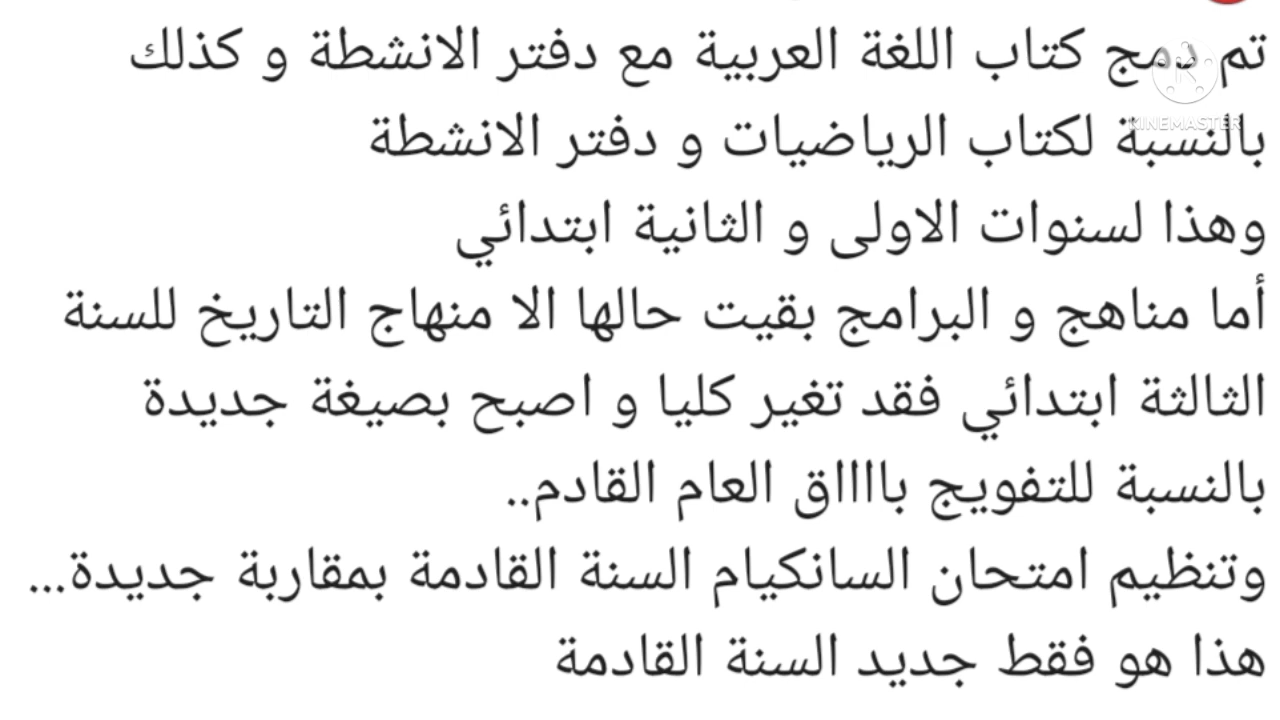 تم دمج كتاب اللغة العربية مع دفتر الانشطة و كذلك
KINEMASTER
بالنسبة لكتاب الرياضيات و دفتر الانشطة
وهذا لسنوات الاولى و الثانية ابتدائي
أما مناهج و البرامج بقيت حالها الا منهاج التاريخ للسنة
الثالثة ابتدائي فقد تغير كليا و اصبح بصيغة جديدة
بالنسبة للتفويج باااااق العام القادم..
وتنظيم امتحان السانكيام السنة القادمة بمقاربة جديدة...
هذا هو فقط جديد السنة القادمة